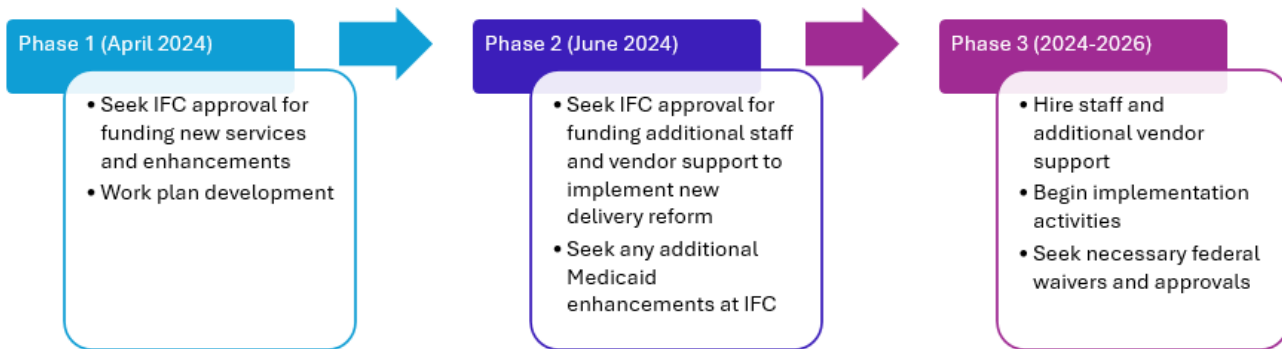 Phase 1 (April 2024)
• Seek IFC approval for
funding new services
and enhancements
• Work plan development
Phase 2 (June 2024)
• Seek IFC approval for
funding additional staff
and vendor support to
implement new
delivery reform
• Seek any additional
Medicaid
enhancements at IFC
Phase 3 (2024-2026)
• Hire staff and
additional vendor
support
• Begin implementation
activities
• Seek necessary federal
waivers and approvals